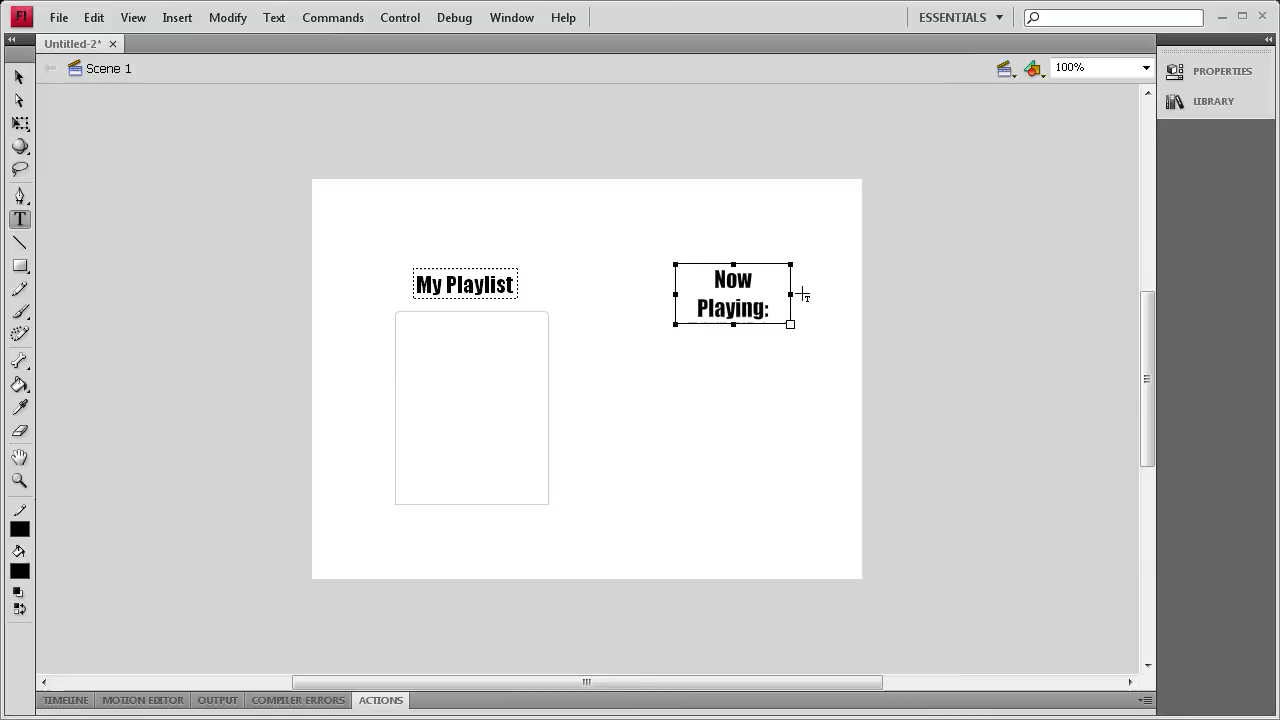 Fl File Edit View Insert Modify Text Commands Control Debug Window Help ESSENTIALS
Untitled-2*
Scene 1 100%
PROPERTIES
LIBRARY
T
My Playlist
Now
Playing:
TIMELINE MOTION EDITOR OUTPUT COMPILER ERRORS ACTIONS